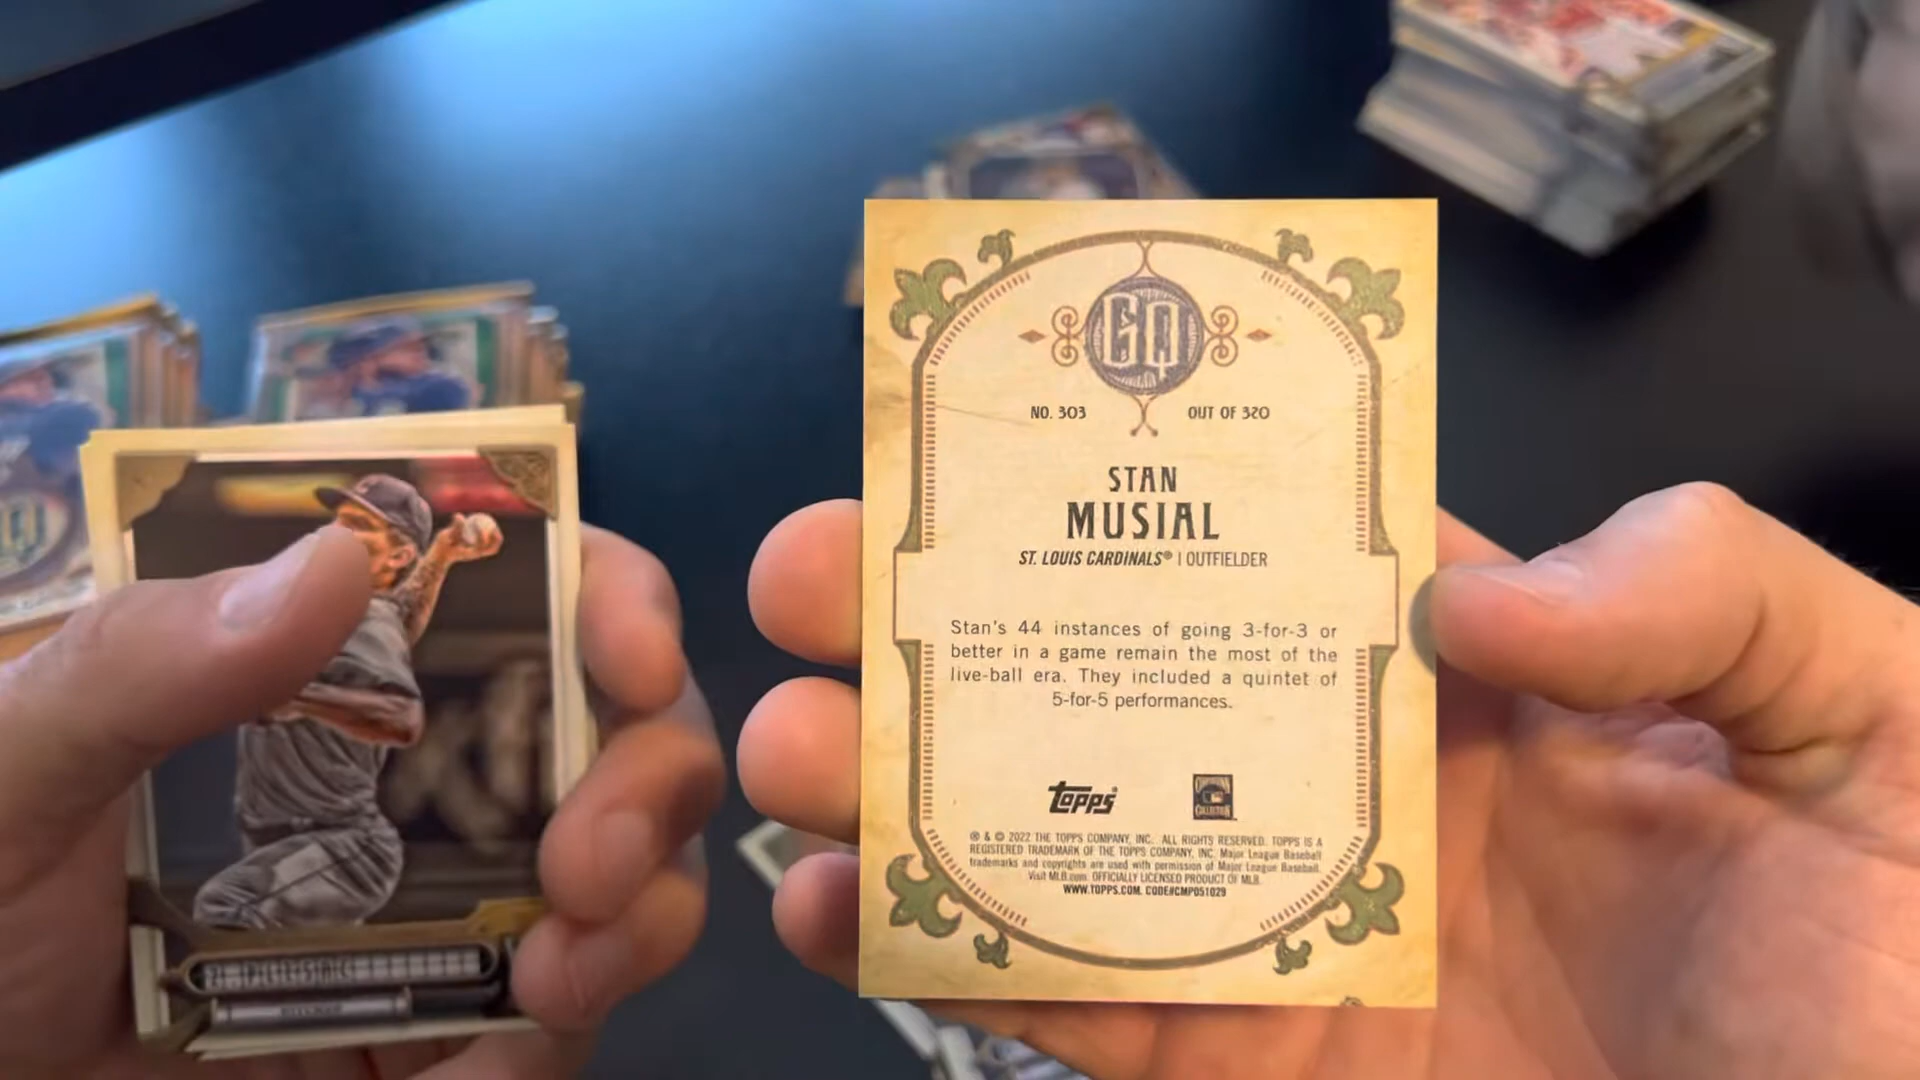 GQ
NO. 303 OUT OF 320
STAN
MUSIAL
ST. LOUIS CARDINALS® | OUTFIELDER
Stan's 44 instances of going 3-for-3 or
better in a game remain the most of the
live-ball era. They included a quintet of
5-for-5 performances.
topps®
COOPERSTOWN
COLLECTION
® & © 2022 THE TOPPS COMPANY, INC. ALL RIGHTS RESERVED. TOPPS IS A
REGISTERED TRADEMARK OF THE TOPPS COMPANY, INC. Major League Baseball
trademarks and copyrights are used with permission of Major League Baseball.
Visit MLB.com. OFFICIALLY LICENSED PRODUCT OF MLB.
WWW.TOPPS.COM. CODE#CMP051029